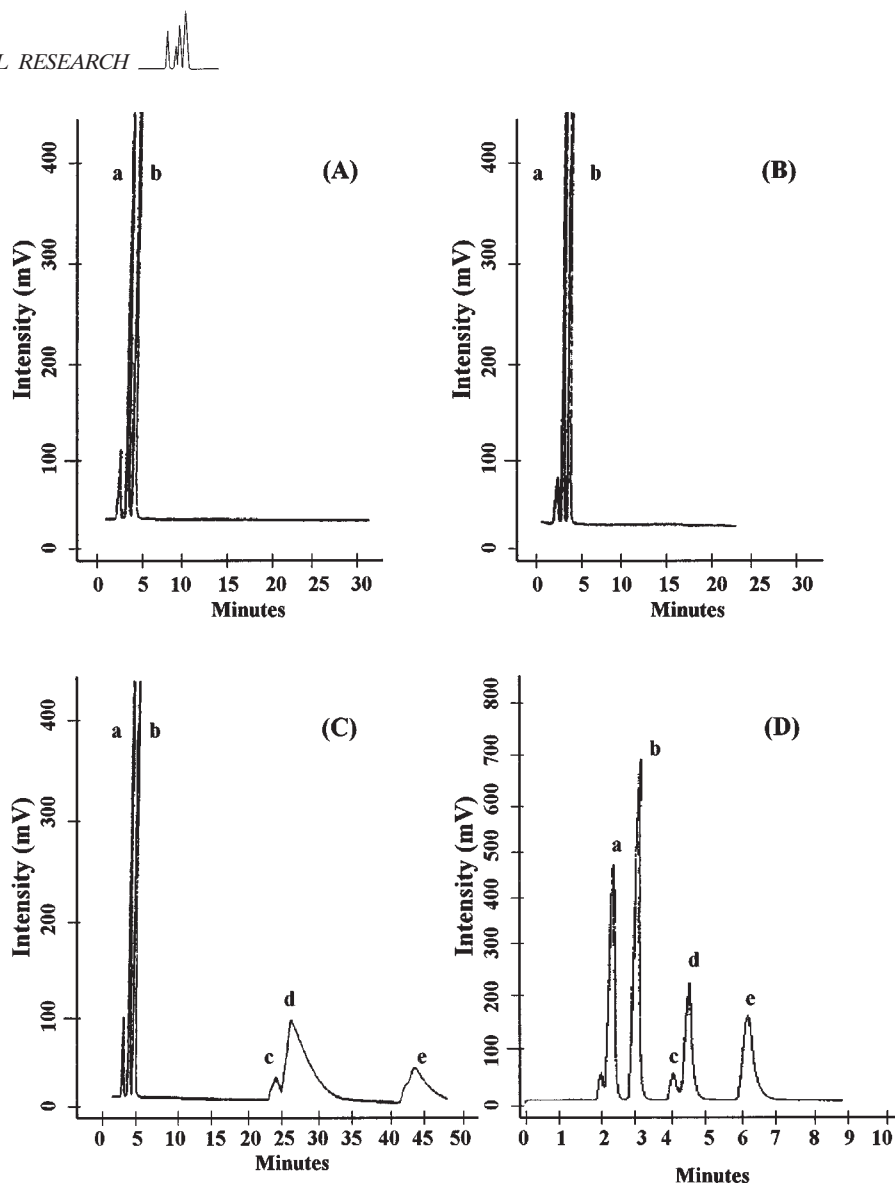 L RESEARCH
400
300
200
100
0
Intensity (mV)
a b (A)
0 5 10 15 20 25 30
Minutes
400
300
200
100
0
Intensity (mV)
a b (B)
0 5 10 15 20 25 30
Minutes
400
300
200
100
0
Intensity (mV)
a b (C)
c d e
0 5 10 15 20 25 30 35 40 45 50
Minutes
800
700
600
500
400
300
200
100
0
Intensity (mV)
a b c d e (D)
0 1 2 3 4 5 6 7 8 9 10
Minutes